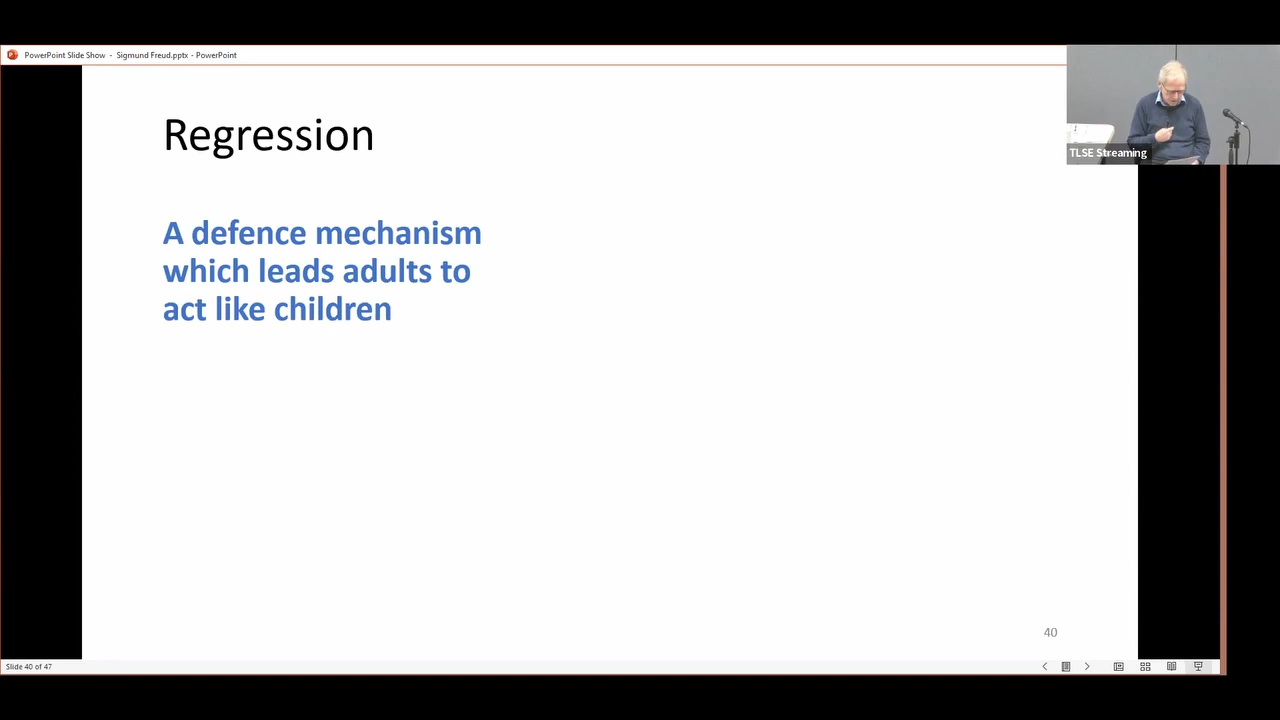 PowerPoint Slide Show - Sigmund Freud.pptx - PowerPoint
TLSE Streaming
Regression
A defence mechanism
which leads adults to
act like children
40
Slide 40 of 47